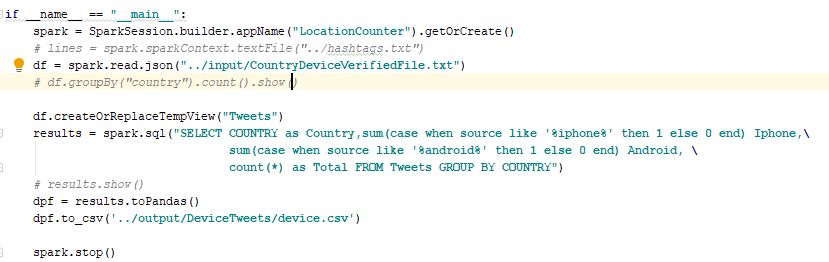 if __name__ == "__main__":
    spark = SparkSession.builder.appName("LocationCounter").getOrCreate()
    # lines = spark.sparkContext.textFile("../hashtags.txt")
    df = spark.read.json("../input/CountryDeviceVerifiedFile.txt")
    # df.groupBy("country").count().show()
    df.createOrReplaceTempView("Tweets")
    results = spark.sql("SELECT COUNTRY as Country,sum(case when source like '%iphone%' then 1 else 0 end) Iphone,\
                        sum(case when source like '%android%' then 1 else 0 end) Android, \
                        count(*) as Total FROM Tweets GROUP BY COUNTRY")
    # results.show()
    dpf = results.toPandas()
    dpf.to_csv('../output/DeviceTweets/device.csv')
    spark.stop()